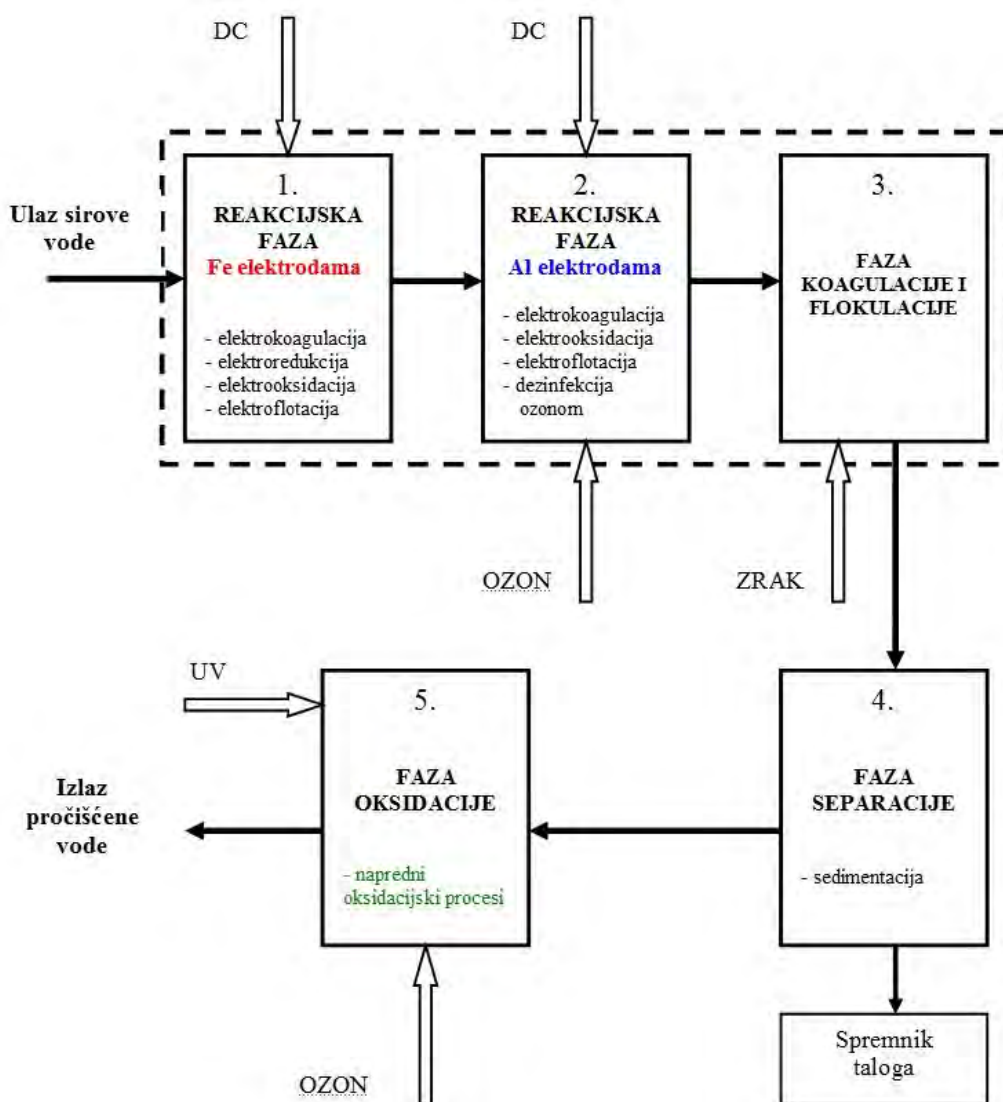 DC
DC
Ulaz sirove
vode
1.
REAKCIJSKA
FAZA
Fe elektrodama
- elektrokoagulacija
- elektroredukcija
- elektrooksidacija
- elektroflotacija
2.
REAKCIJSKA
FAZA
Al elektrodama
- elektrokoagulacija
- elektrooksidacija
- elektroflotacija
- dezinfekcija
ozonom
3.
FAZA
KOAGULACIJE I
FLOKULACIJE
OZON
ZRAK
4.
FAZA
SEPARACIJE
- sedimentacija
Spremnik
taloga
UV
5.
FAZA
OKSIDACIJE
- napredni
oksidacijski procesi
Izlaz
pročišćene
vode
OZON